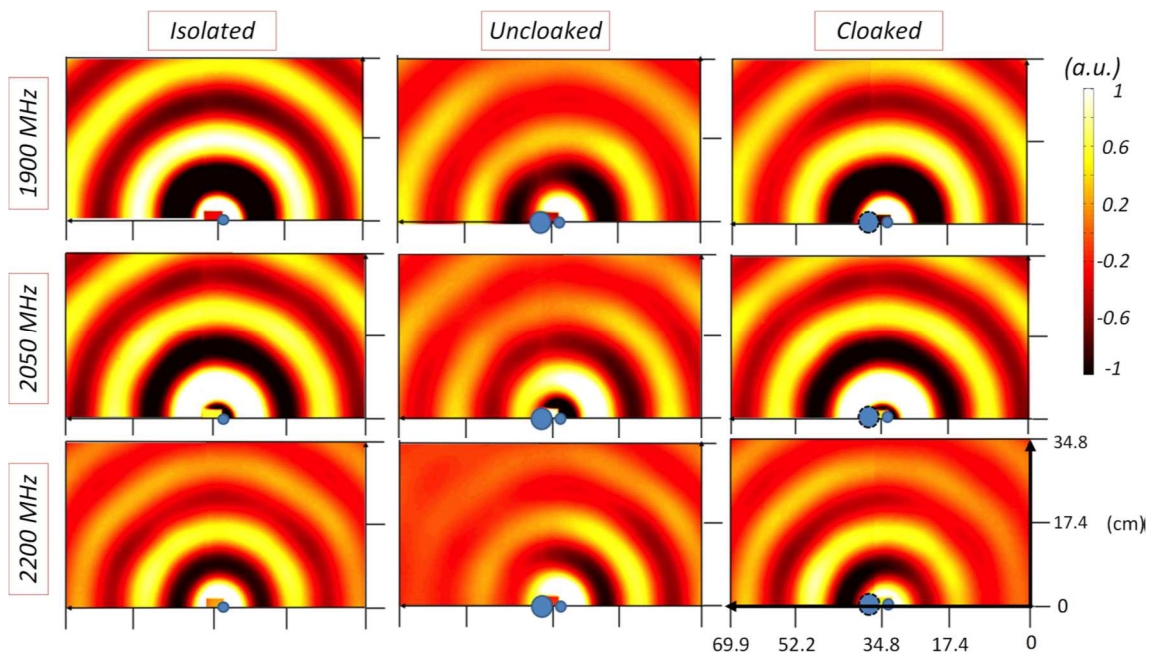 Isolated
Uncloaked
Cloaked
(a.u.)
1900 MHz
1
0.6
0.2
-0.2
-0.6
-1
2050 MHz
2200 MHz
34.8
17.4
(cm)
0
69.9
52.2
34.8
17.4
0